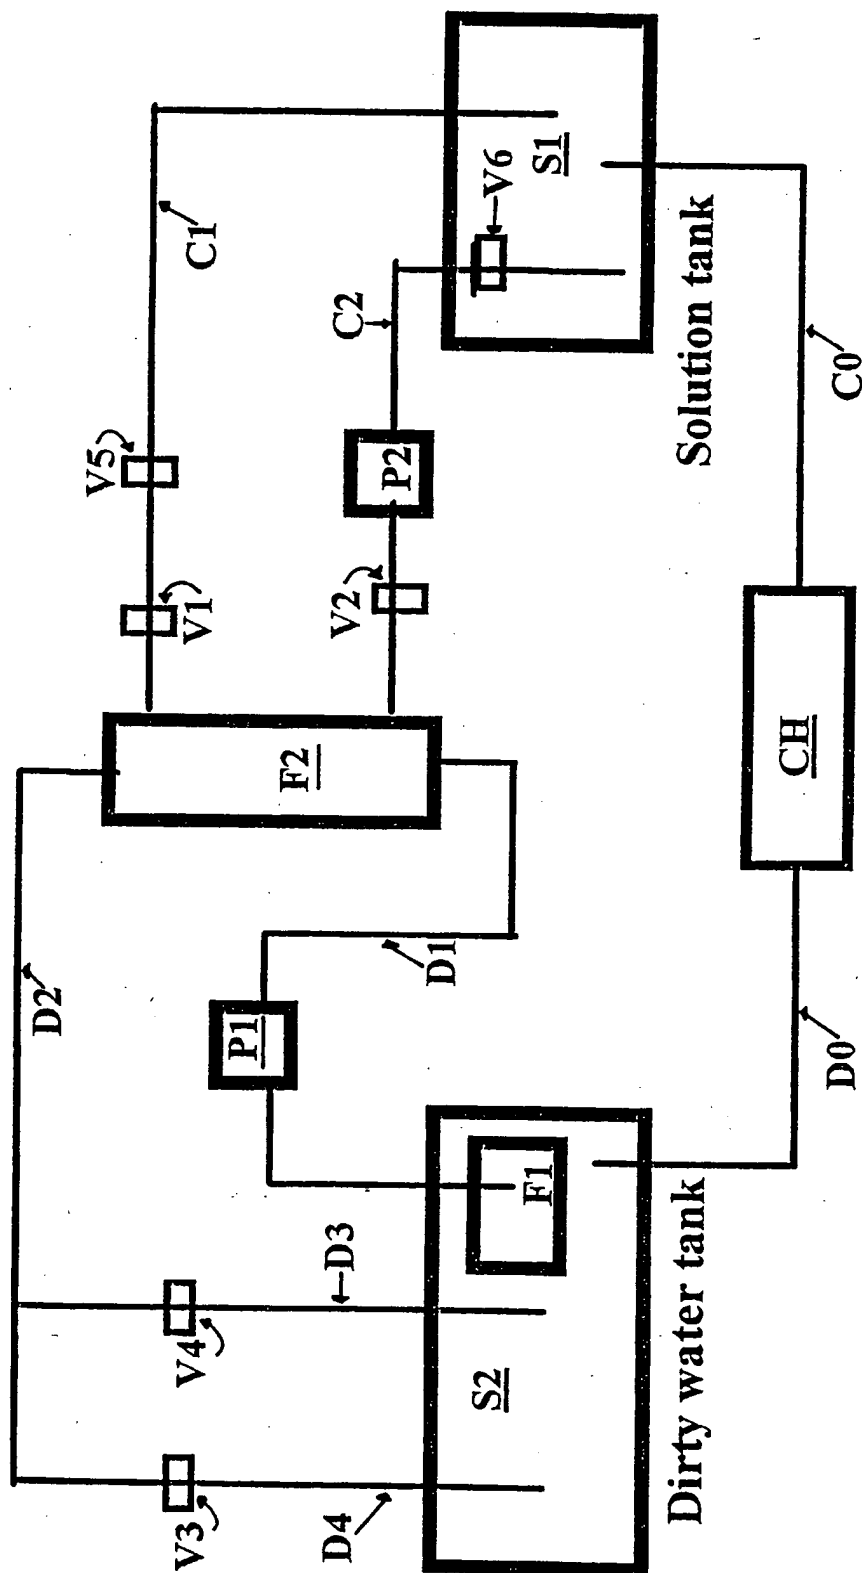 D2
D1
P1
F2
V1
V5
C1
V2
P2
C2
V6
S1
Solution tank
V3
V4
D4
D3
S2
F1
Dirty water tank
D0
CH
C0